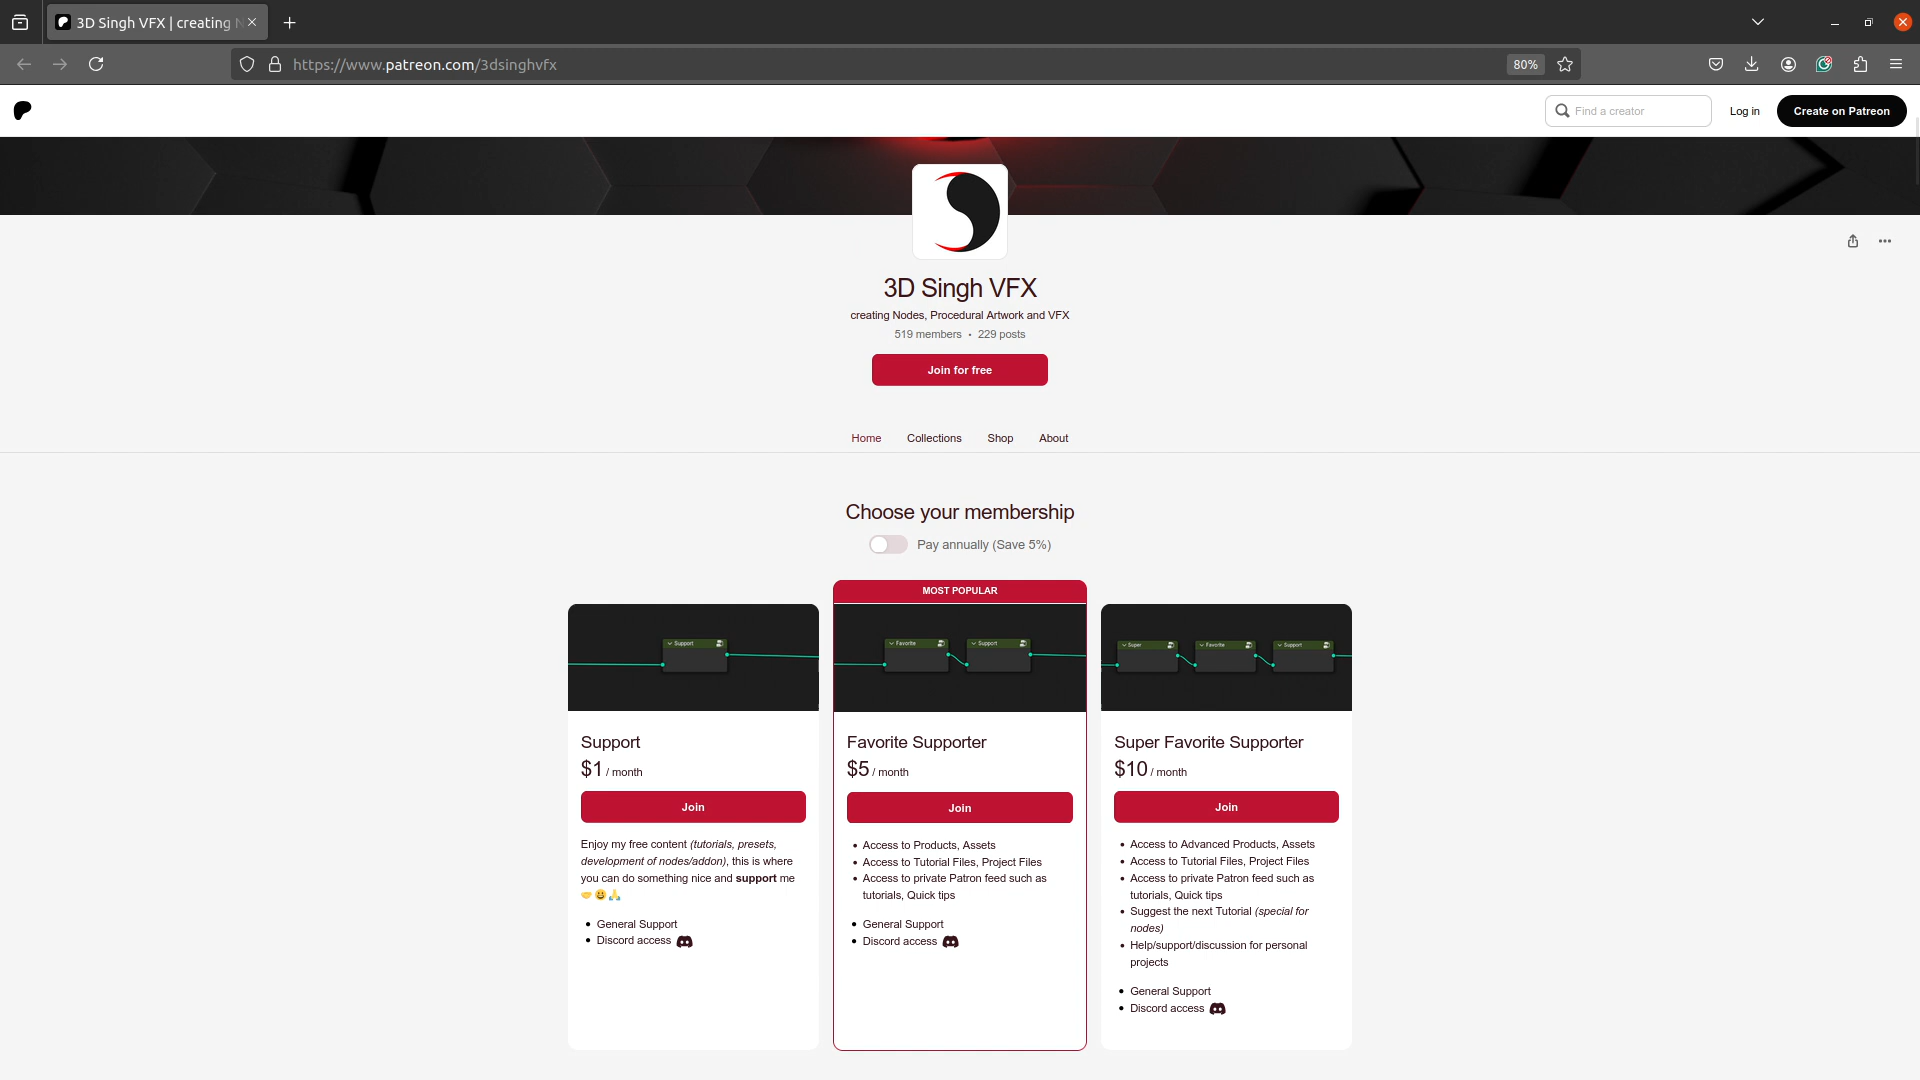 3D Singh VFX | creating N
https://www.patreon.com/3dsinghvfx
80%
Find a creator
Log in
Create on Patreon
3D Singh VFX
creating Nodes, Procedural Artwork and VFX
519 members • 229 posts
Join for free
Home
Collections
Shop
About
Choose your membership
Pay annually (Save 5%)
Support
Support
$1 / month
Join
Enjoy my free content (tutorials, presets,
development of nodes/addon), this is where
you can do something nice and support me
🤝😃🙏
• General Support
• Discord access
MOST POPULAR
Favorite
Support
Favorite Supporter
$5 / month
Join
• Access to Products, Assets
• Access to Tutorial Files, Project Files
• Access to private Patron feed such as
tutorials, Quick tips
• General Support
• Discord access
Super
Favorite
Support
Super Favorite Supporter
$10 / month
Join
• Access to Advanced Products, Assets
• Access to Tutorial Files, Project Files
• Access to private Patron feed such as
tutorials, Quick tips
• Suggest the next Tutorial (special for
nodes)
• Help/support/discussion for personal
projects
• General Support
• Discord access